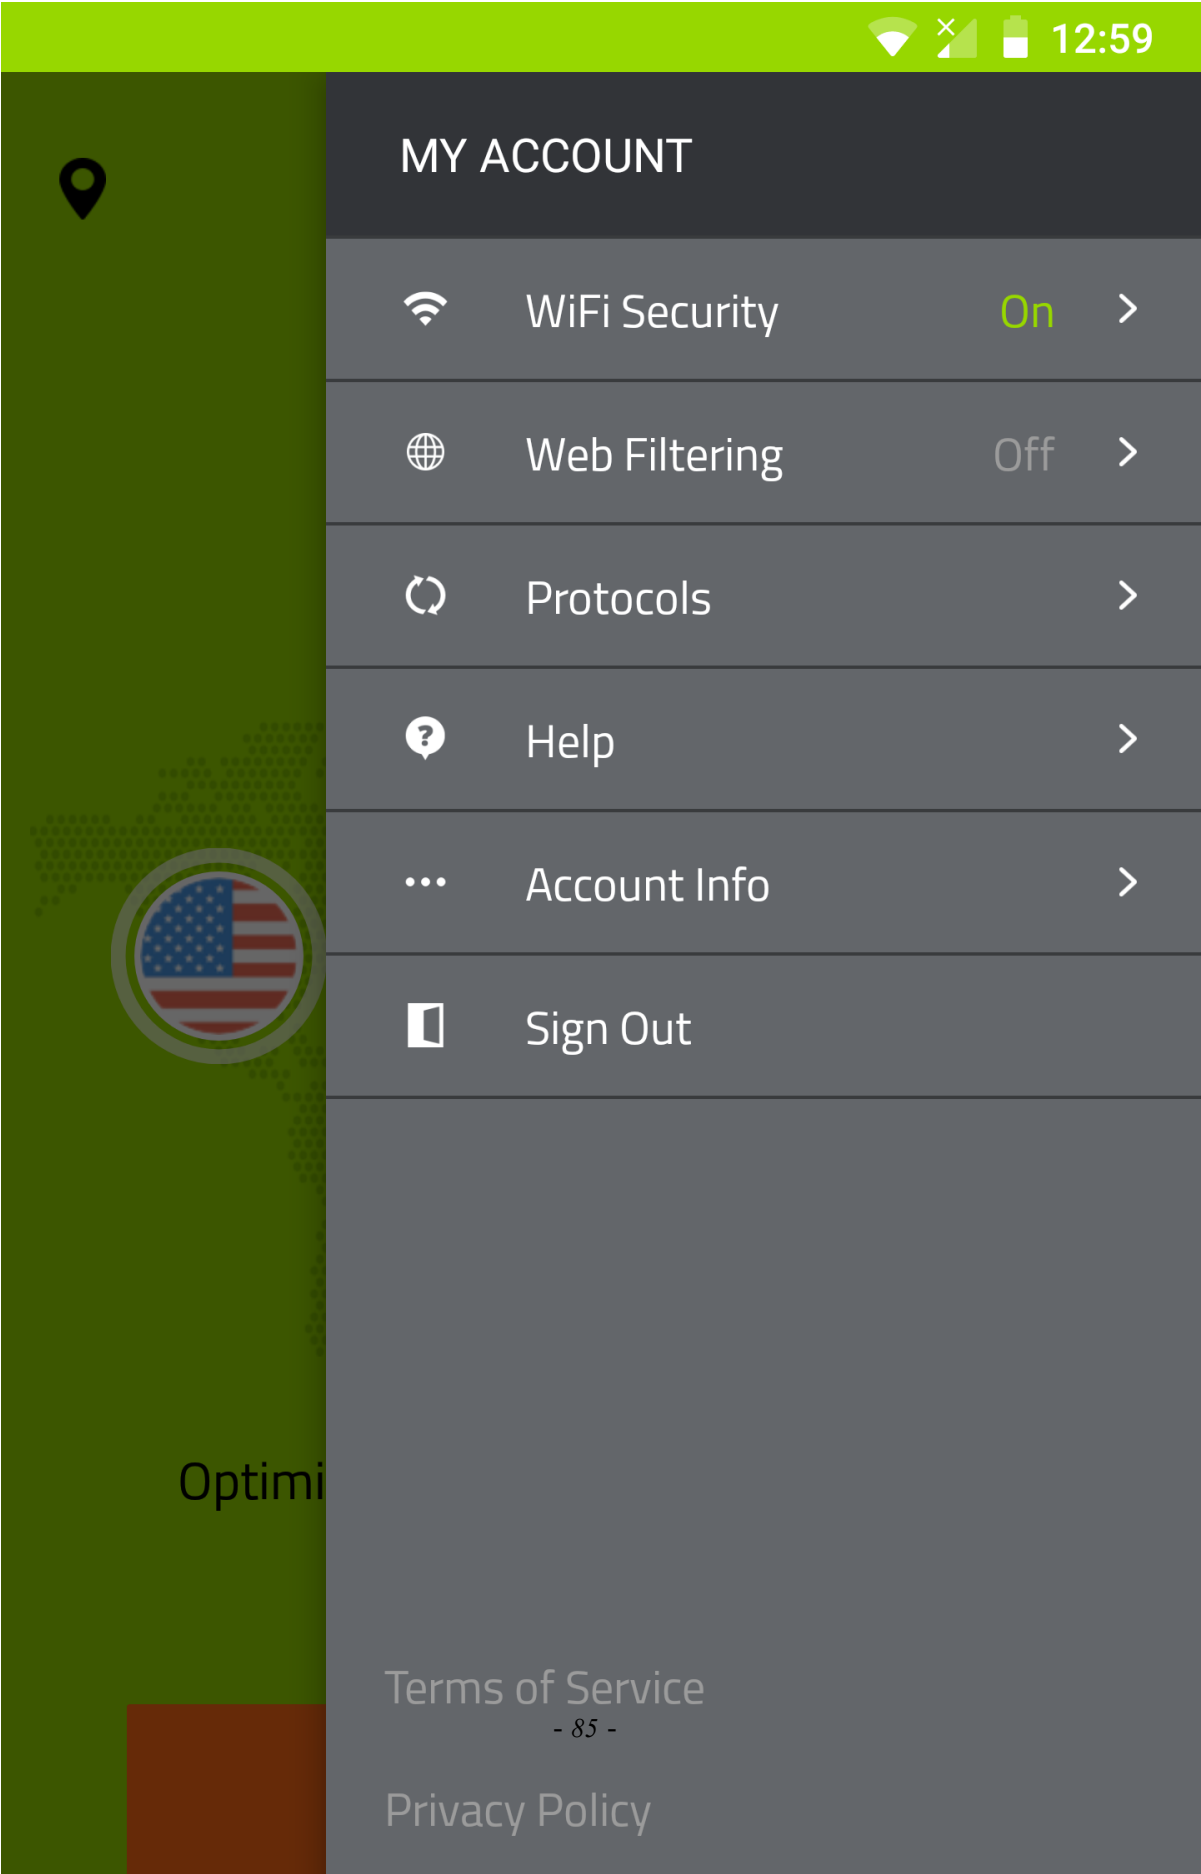 12:59
MY ACCOUNT
WiFi Security On
Web Filtering Off
Protocols
Help
Account Info
Sign Out
Optimi
Terms of Service
- 85 -
Privacy Policy